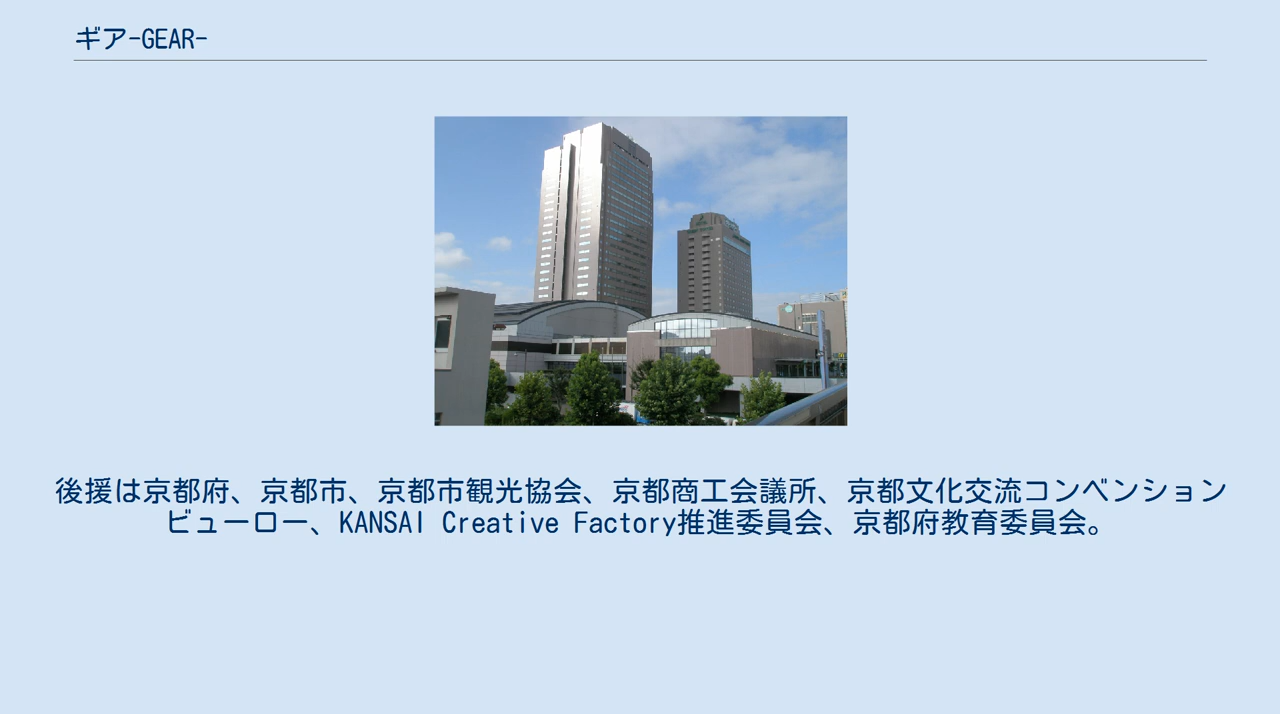 ギア-GEAR-
後援は京都府、京都市、京都市観光協会、京都商工会議所、京都文化交流コンベンション
ビューロー、KANSAI Creative Factory推進委員会、京都府教育委員会。